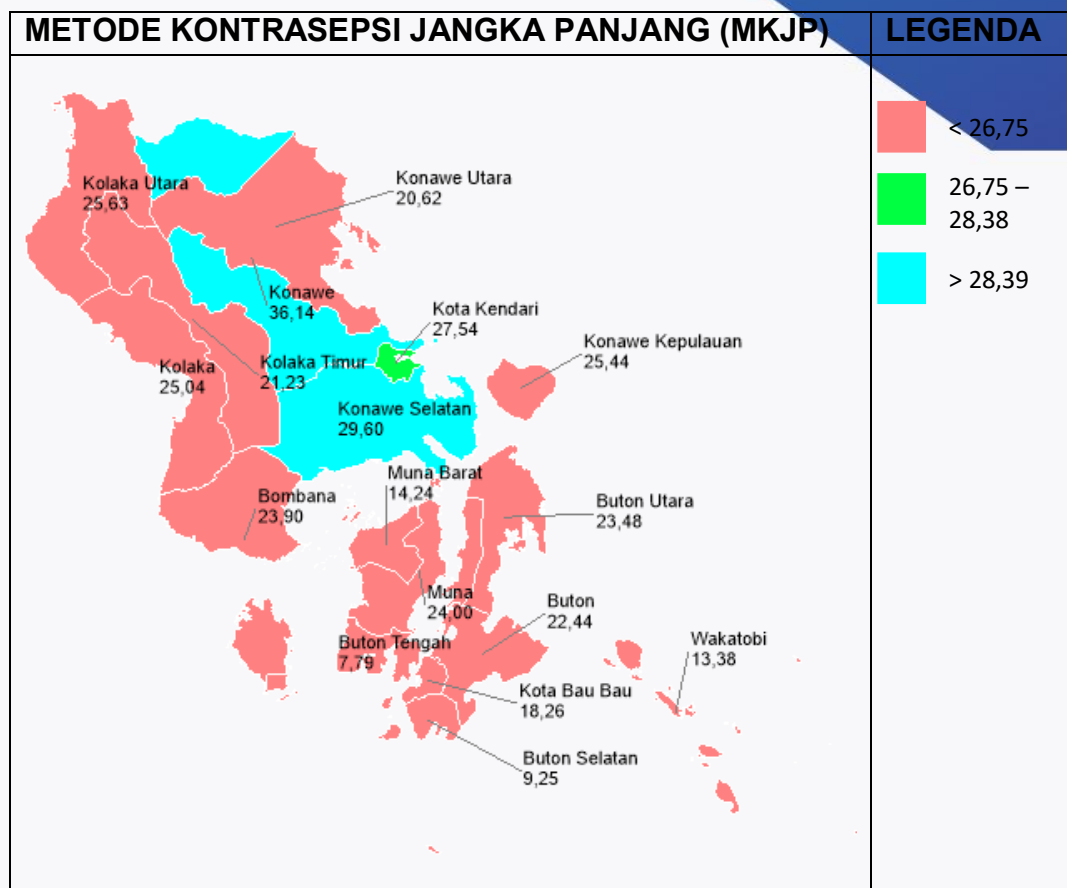 METODE KONTRASEPSI JANGKA PANJANG (MKJP)
LEGENDA
< 26,75
26,75 –
28,38
> 28,39
Kolaka Utara
25,63
Konawe Utara
20,62
Konawe
36,14
Kota Kendari
27,54
Konawe Kepulauan
25,44
Kolaka
25,04
Kolaka Timur
21,23
Konawe Selatan
29,60
Muna Barat
14,24
Bombana
23,90
Buton Utara
23,48
Muna
24,00
Buton
22,44
Buton Tengah
7,79
Wakatobi
13,38
Kota Bau Bau
18,26
Buton Selatan
9,25